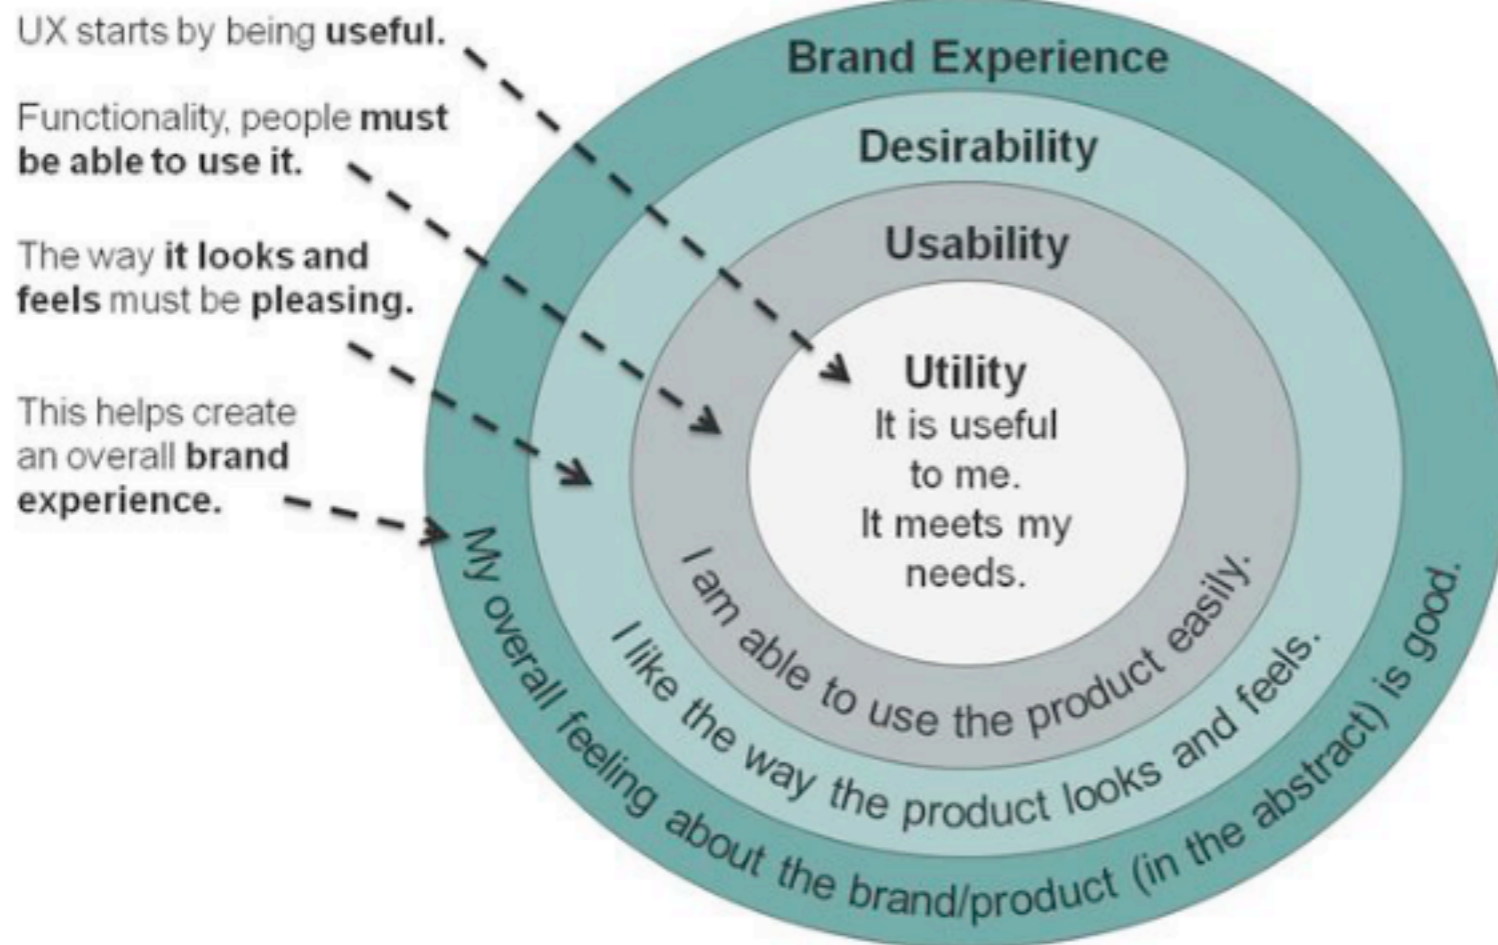 UX starts by being useful.
Functionality, people must
be able to use it.
The way it looks and
feels must be pleasing.
This helps create
an overall brand
experience.
Brand Experience
Desirability
Usability
Utility
It is useful
to me.
It meets my
needs.
I am able to use the product easily.
I like the way the product looks and feels.
My overall feeling about the brand/product (in the abstract) is good.